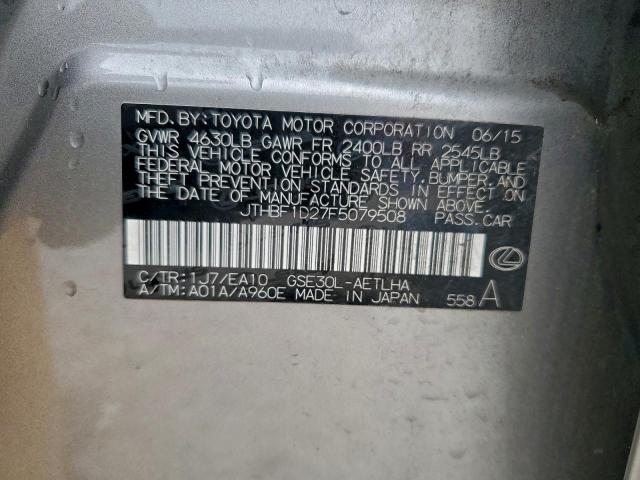 MFD. BY: TOYOTA MOTOR CORPORATION 06/15
GVWR 4630LB GAWR FR 2400LB RR 2545LB
THIS VEHICLE CONFORMS TO ALL APPLICABLE
FEDERAL MOTOR VEHICLE SAFETY, BUMPER, AND
THEFT PREVENTION STANDARDS IN EFFECT ON
THE DATE OF MANUFACTURE SHOWN ABOVE.
JTHBF1D27F5079508 PASS. CAR
C/TR: 1J7/EA10 GSE30L-AETLHA
A/TM: A01A/A960E MADE IN JAPAN 558 A